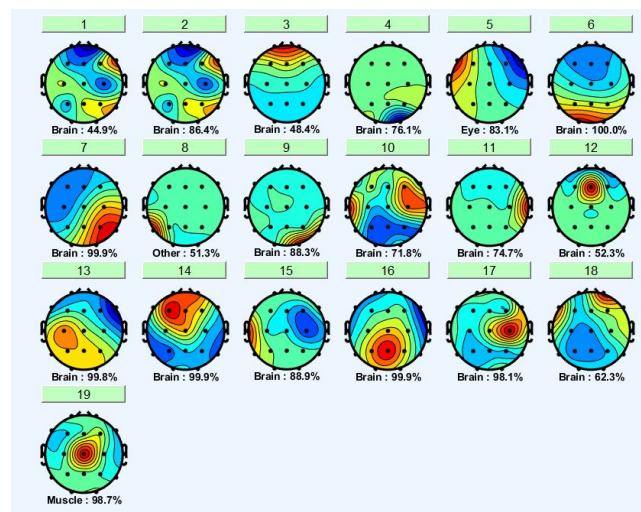 1 2 3 4 5 6
Brain : 44.9% Brain : 86.4% Brain : 48.4% Brain : 76.1% Eye : 83.1% Brain : 100.0%
7 8 9 10 11 12
Brain : 99.9% Other : 51.3% Brain : 88.3% Brain : 71.8% Brain : 74.7% Brain : 52.3%
13 14 15 16 17 18
Brain : 99.8% Brain : 99.9% Brain : 88.9% Brain : 99.9% Brain : 98.1% Brain : 62.3%
19
Muscle : 98.7%